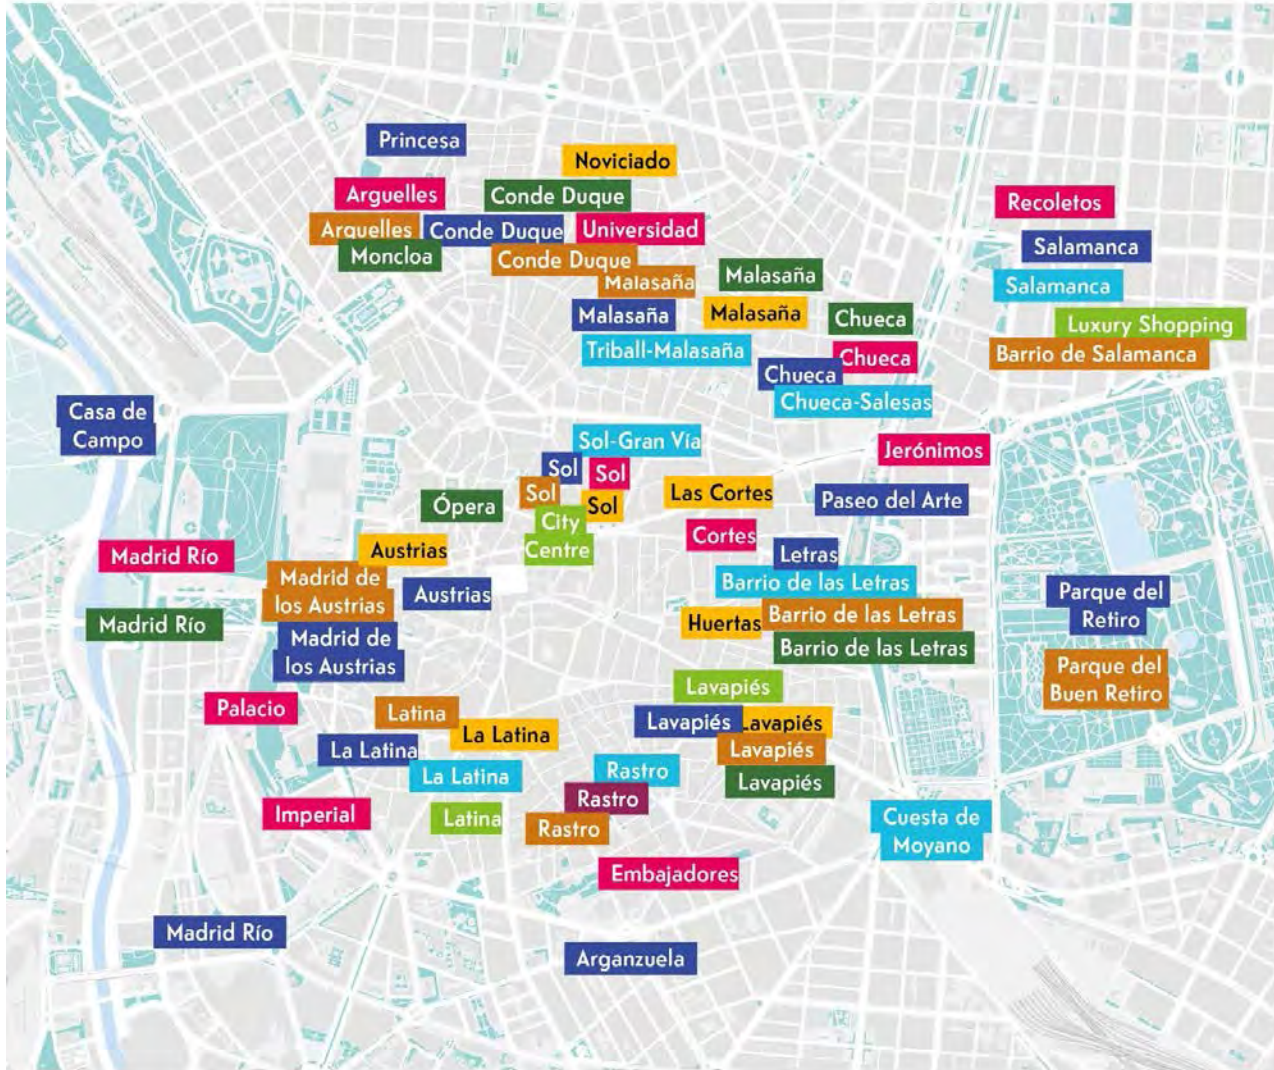 Princesa
Noviciado
Arguelles
Conde Duque
Recoletos
Arguelles
Conde Duque
Universidad
Salamanca
Moncloa
Conde Duque
Malasaña
Malasaña
Salamanca
Malasaña
Malasaña
Chueca
Luxury Shopping
Triball-Malasaña
Chueca
Barrio de Salamanca
Chueca
Chueca-Salesas
Casa de
Campo
Sol-Gran Vía
Jerónimos
Sol
Sol
Sol
Sol
Las Cortes
Paseo del Arte
Ópera
City
Centre
Cortes
Madrid Río
Austrias
Letras
Madrid de
los Austrias
Austrias
Barrio de las Letras
Parque del
Retiro
Madrid Río
Huertas
Barrio de las Letras
Madrid de
los Austrias
Barrio de las Letras
Parque del
Buen Retiro
Lavapiés
Palacio
Latina
La Latina
Lavapiés
Lavapiés
La Latina
Lavapiés
La Latina
Rastro
Lavapiés
Rastro
Imperial
Latina
Rastro
Cuesta de
Moyano
Embajadores
Madrid Río
Arganzuela